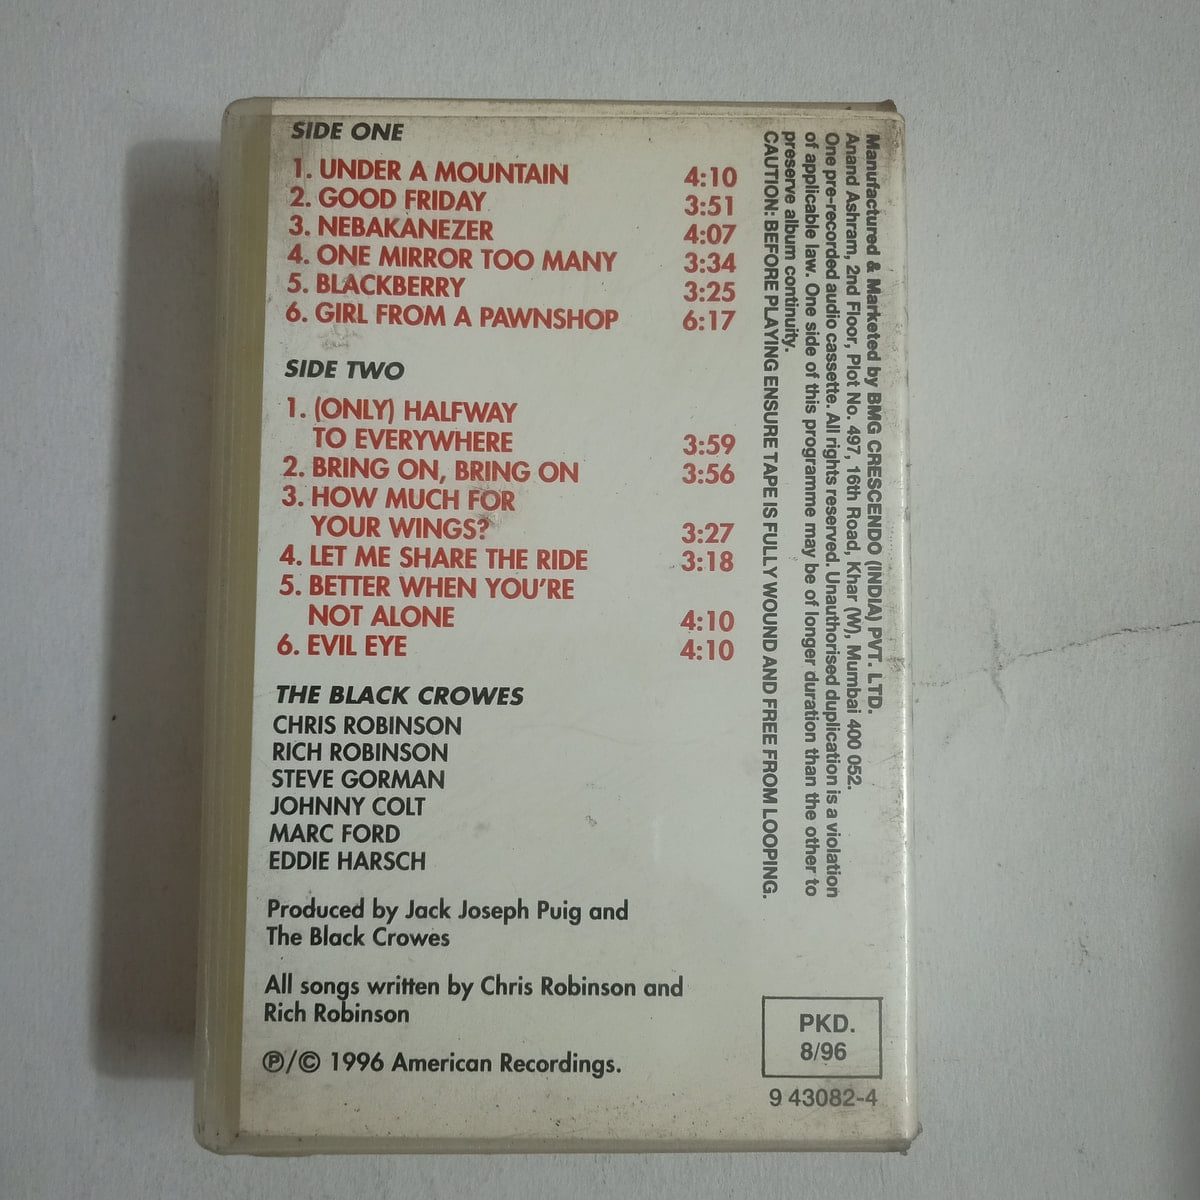 SIDE ONE
1. UNDER A MOUNTAIN 4:10
2. GOOD FRIDAY 3:51
3. NEBAKANEZER 4:07
4. ONE MIRROR TOO MANY 3:34
5. BLACKBERRY 3:25
6. GIRL FROM A PAWNSHOP 6:17
SIDE TWO
1. (ONLY) HALFWAY
TO EVERYWHERE 3:59
2. BRING ON, BRING ON 3:56
3. HOW MUCH FOR
YOUR WINGS? 3:27
4. LET ME SHARE THE RIDE 3:18
5. BETTER WHEN YOU'RE
NOT ALONE 4:10
6. EVIL EYE 4:10
THE BLACK CROWES
CHRIS ROBINSON
RICH ROBINSON
STEVE GORMAN
JOHNNY COLT
MARC FORD
EDDIE HARSCH
Produced by Jack Joseph Puig and
The Black Crowes
All songs written by Chris Robinson and
Rich Robinson
℗/© 1996 American Recordings.
Manufactured & Marketed by BMG CRESCENDO (INDIA) PVT. LTD.
Anand Ashram, 2nd Floor, Plot No. 497, 16th Road, Khar (W), Mumbai 400 052.
One pre-recorded audio cassette. All rights reserved. Unauthorised duplication is a violation
of applicable law. One side of this programme may be of longer duration than the other to
preserve album continuity.
CAUTION: BEFORE PLAYING ENSURE TAPE IS FULLY WOUND AND FREE FROM LOOPING.
PKD.
8/96
9 43082-4